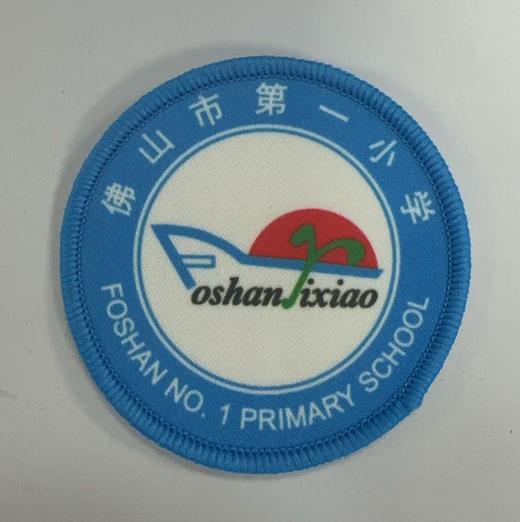 佛山市第一小学
Foshan Yixiao
FOSHAN NO. 1 PRIMARY SCHOOL